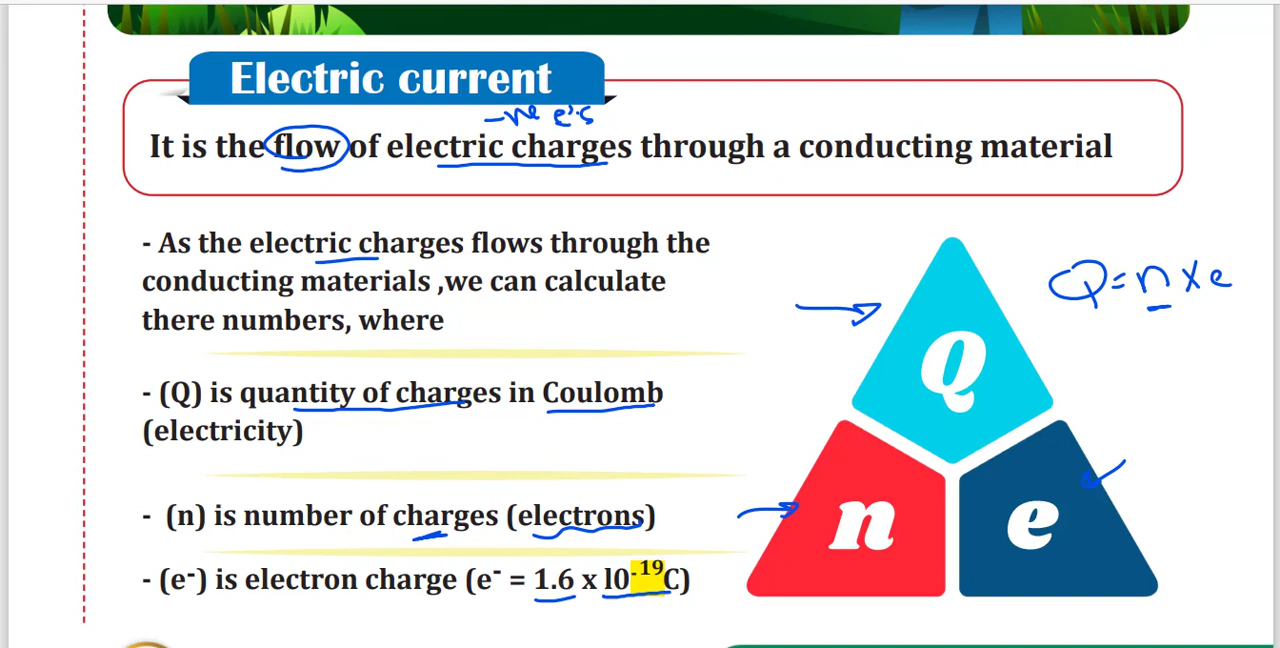 Electric current
-ve e's
It is the flow of electric charges through a conducting material
- As the electric charges flows through the
conducting materials ,we can calculate
there numbers, where
Q = n x e
- (Q) is quantity of charges in Coulomb
(electricity)
Q
- (n) is number of charges (electrons)
n e
- (e⁻) is electron charge (e⁻ = 1.6 x l0⁻¹⁹C)